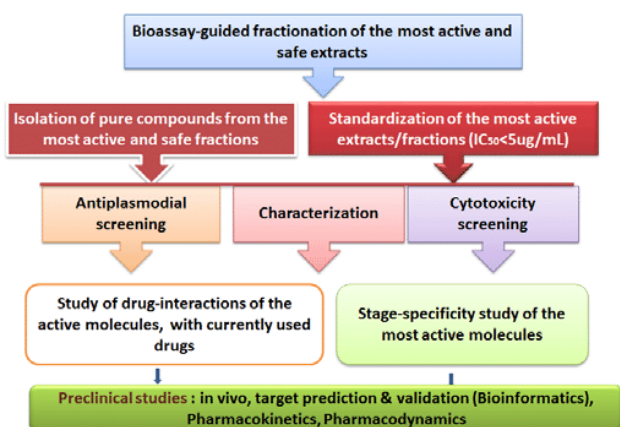 Bioassay-guided fractionation of the most active and
safe extracts
Isolation of pure compounds from the
most active and safe fractions
Standardization of the most active
extracts/fractions (IC₅₀<5ug/mL)
Antiplasmodial
screening
Characterization
Cytotoxicity
screening
Study of drug-interactions of the
active molecules, with currently used
drugs
Stage-specificity study of the
most active molecules
Preclinical studies : in vivo, target prediction & validation (Bioinformatics),
Pharmacokinetics, Pharmacodynamics